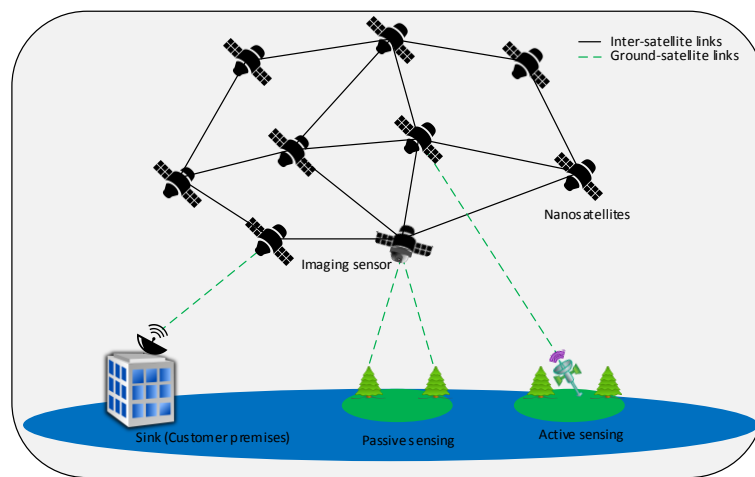 Inter-satellite links
Ground-satellite links
Nanosatellites
Imaging sensor
Sink (Customer premises)
Passive sensing
Active sensing